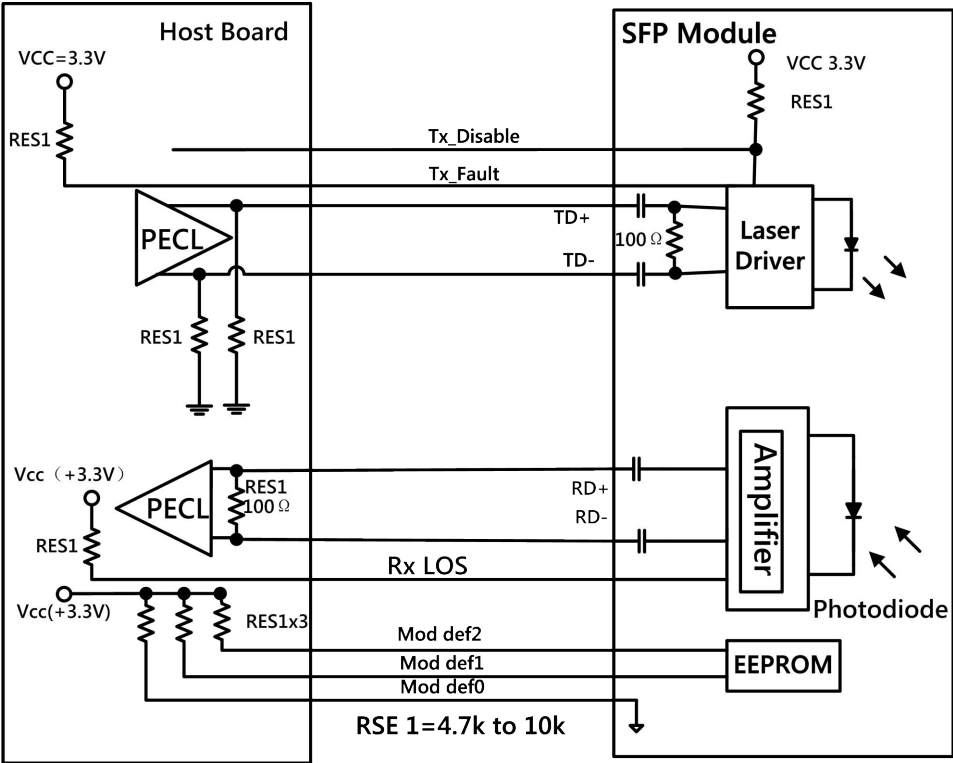 Host Board
SFP Module
VCC=3.3V
VCC 3.3V
RES1
RES1
Tx_Disable
Tx_Fault
PECL
TD+
100Ω
TD-
Laser
Driver
RES1
RES1
Vcc（+3.3V）
PECL
RES1
100Ω
RD+
RD-
Amplifier
RES1
Rx LOS
Vcc(+3.3V)
RES1x3
Photodiode
Mod def2
Mod def1
Mod def0
EEPROM
RSE 1=4.7k to 10k